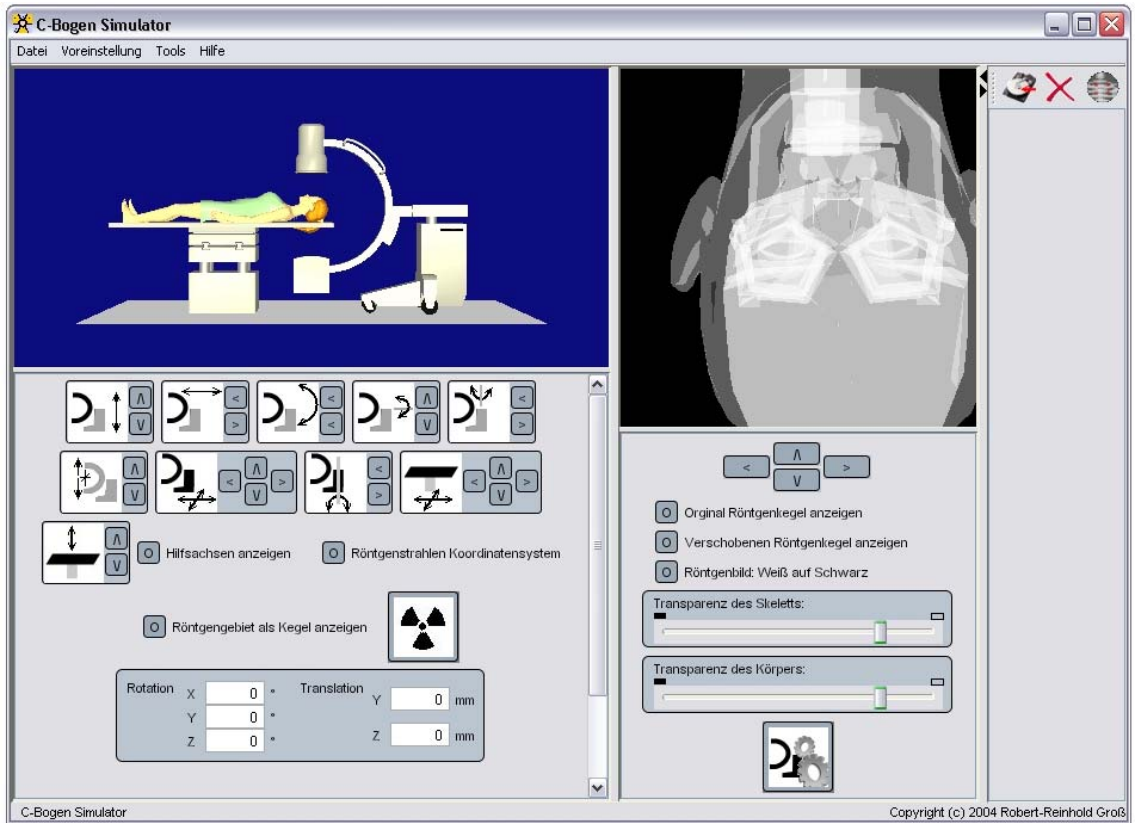 C-Bogen Simulator
Datei Voreinstellung Tools Hilfe
Hilfsachsen anzeigen
Röntgenstrahlen Koordinatensystem
Röntgengebiet als Kegel anzeigen
Rotation X 0 °
Y 0 °
Z 0 °
Translation Y 0 mm
Z 0 mm
Orginal Röntgenkegel anzeigen
Verschobenen Röntgenkegel anzeigen
Röntgenbild: Weiß auf Schwarz
Transparenz des Skeletts:
Transparenz des Körpers:
C-Bogen Simulator
Copyright (c) 2004 Robert-Reinhold Groß